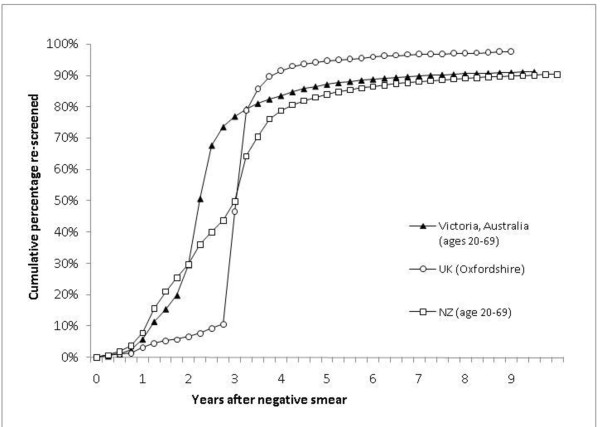 100%
90%
80%
70%
60%
50%
40%
30%
20%
10%
0%
Cumulative percentage re-screened
Victoria, Australia
(ages 20-69)
UK (Oxfordshire)
NZ (age 20-69)
0 1 2 3 4 5 6 7 8 9
Years after negative smear